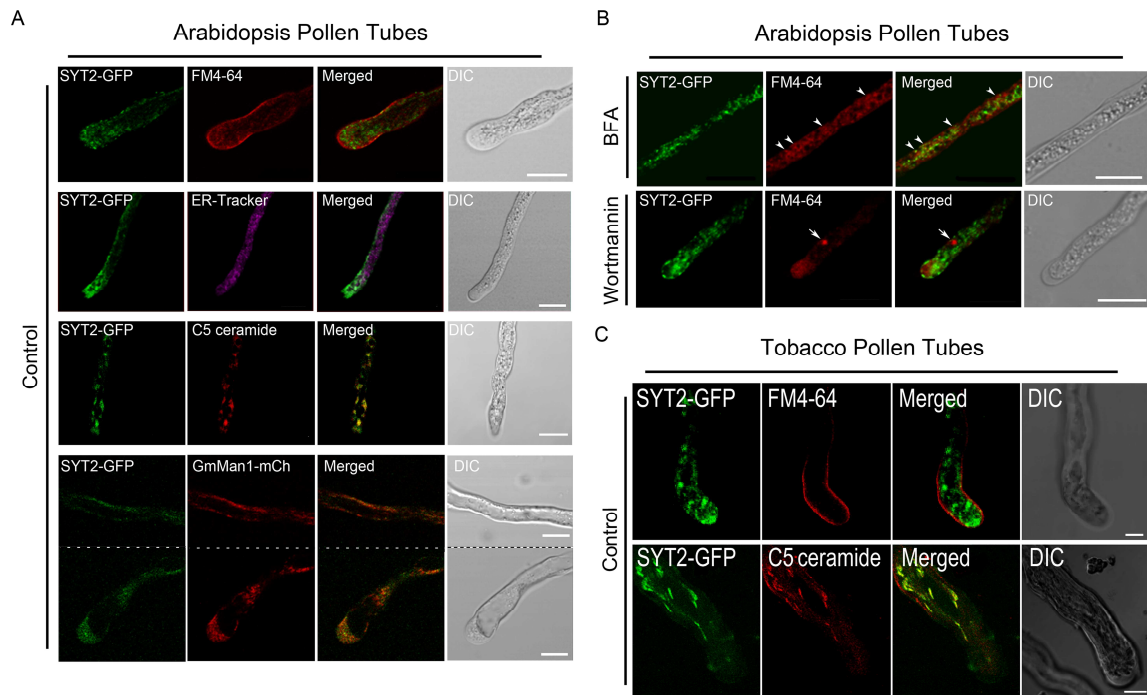 A
Arabidopsis Pollen Tubes
Control
SYT2-GFP FM4-64 Merged DIC
SYT2-GFP ER-Tracker Merged DIC
SYT2-GFP C5 ceramide Merged DIC
SYT2-GFP GmMan1-mCh Merged DIC
B
Arabidopsis Pollen Tubes
BFA
SYT2-GFP FM4-64 Merged DIC
Wortmannin
SYT2-GFP FM4-64 Merged DIC
C
Tobacco Pollen Tubes
Control
SYT2-GFP FM4-64 Merged DIC
SYT2-GFP C5 ceramide Merged DIC